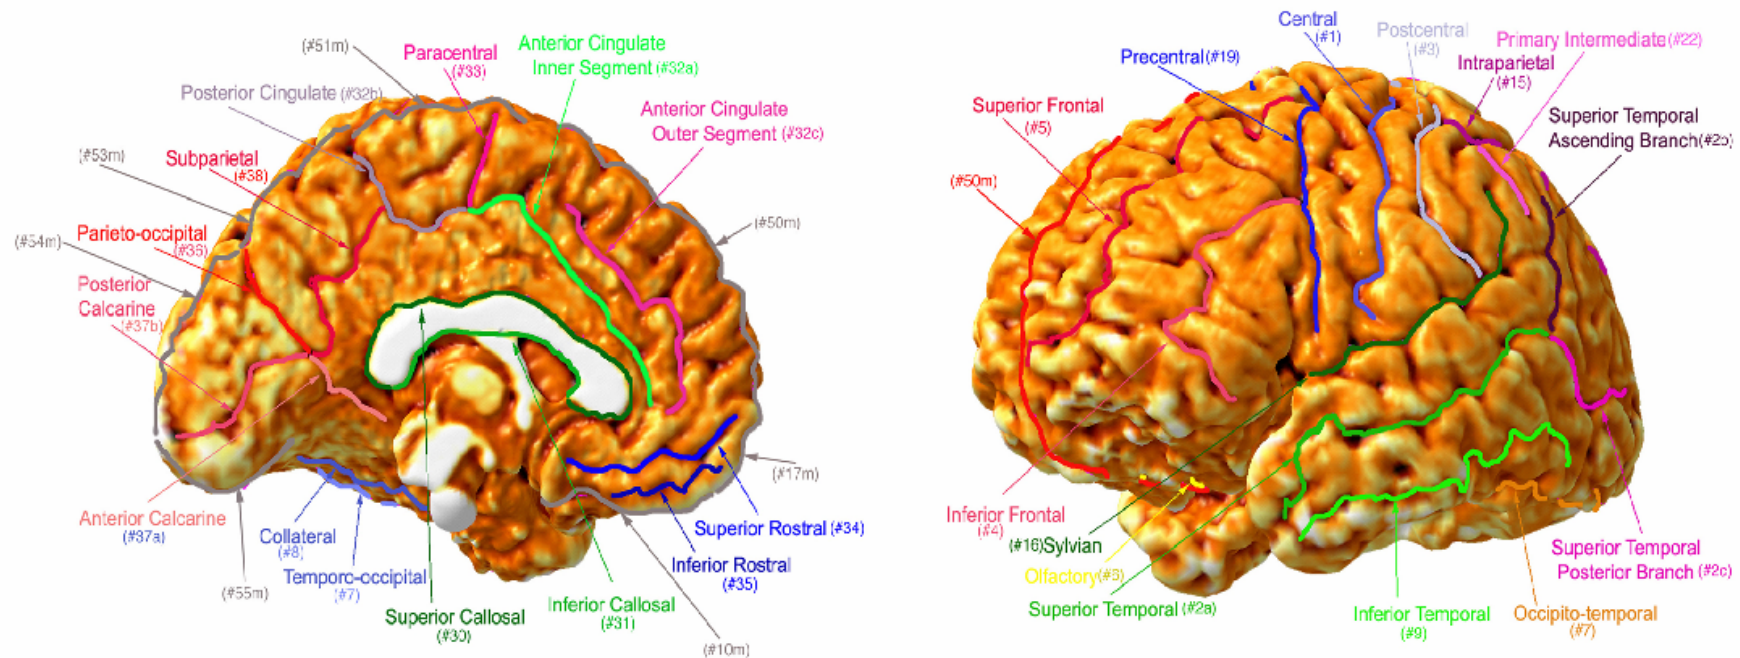 (#51m)
Paracentral
(#33)
Anterior Cingulate
Inner Segment (#32a)
Posterior Cingulate (#32b)
Anterior Cingulate
Outer Segment (#32c)
(#53m)
Subparietal
(#38)
(#54m)
Parieto-occipital
(#36)
(#50m)
Posterior
Calcarine
(#37b)
(#17m)
Anterior Calcarine
(#37a)
Collateral
(#8)
Temporo-occipital
(#7)
(#55m)
Superior Callosal
(#30)
Inferior Callosal
(#31)
Superior Rostral (#34)
Inferior Rostral
(#35)
(#10m)
Central
(#1)
Postcentral
(#3)
Primary Intermediate (#22)
Precentral (#19)
Intraparietal
(#15)
Superior Frontal
(#5)
Superior Temporal
Ascending Branch (#2b)
(#50m)
Inferior Frontal
(#4)
(#16) Sylvian
Olfactory (#6)
Superior Temporal (#2a)
Inferior Temporal
(#9)
Occipito-temporal
(#7)
Superior Temporal
Posterior Branch (#2c)